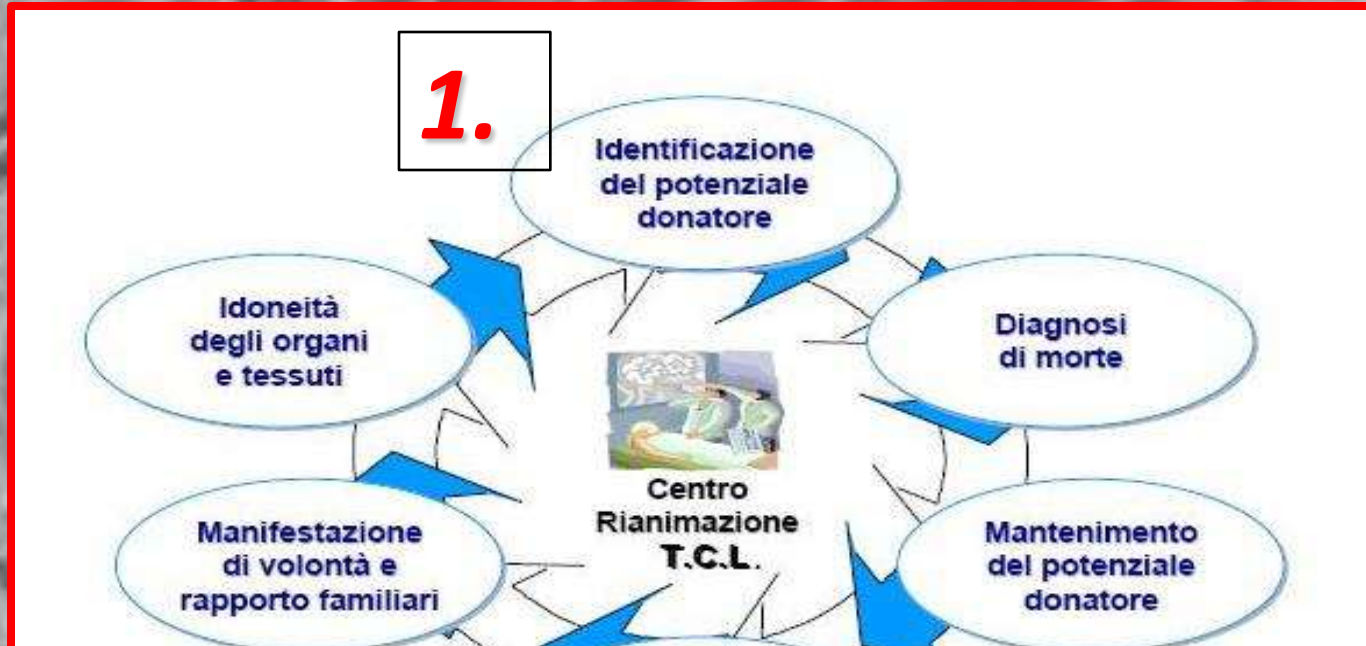 1.
Identificazione
del potenziale
donatore
Idoneità
degli organi
e tessuti
Diagnosi
di morte
Centro
Rianimazione
T.C.L.
Manifestazione
di volontà e
rapporto familiari
Mantenimento
del potenziale
donatore